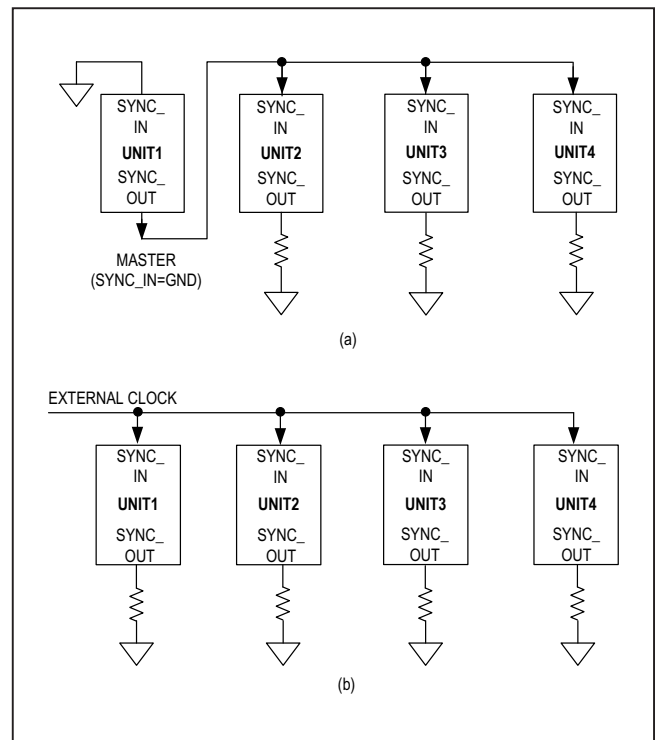 SYNC_
IN
UNIT1
SYNC_
OUT
SYNC_
IN
UNIT2
SYNC_
OUT
SYNC_
IN
UNIT3
SYNC_
OUT
SYNC_
IN
UNIT4
SYNC_
OUT
MASTER
(SYNC_IN=GND)
(a)
EXTERNAL CLOCK
SYNC_
IN
UNIT1
SYNC_
OUT
SYNC_
IN
UNIT2
SYNC_
OUT
SYNC_
IN
UNIT3
SYNC_
OUT
SYNC_
IN
UNIT4
SYNC_
OUT
(b)